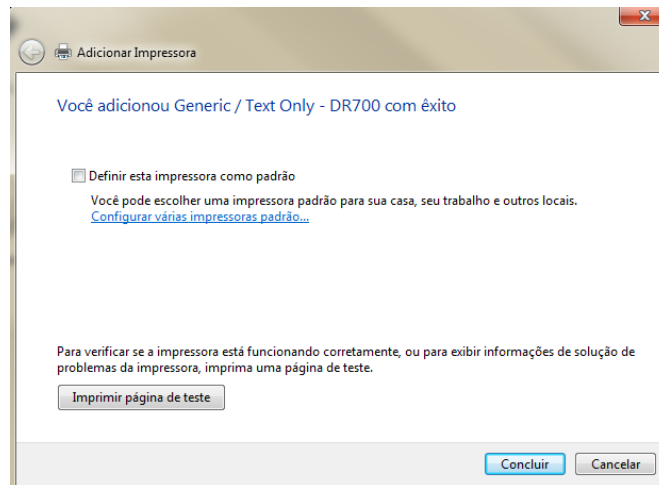 Adicionar Impressora
Você adicionou Generic / Text Only - DR700 com êxito
Definir esta impressora como padrão
Você pode escolher uma impressora padrão para sua casa, seu trabalho e outros locais.
Configurar várias impressoras padrão...
Para verificar se a impressora está funcionando corretamente, ou para exibir informações de solução de
problemas da impressora, imprima uma página de teste.
Imprimir página de teste
Concluir
Cancelar